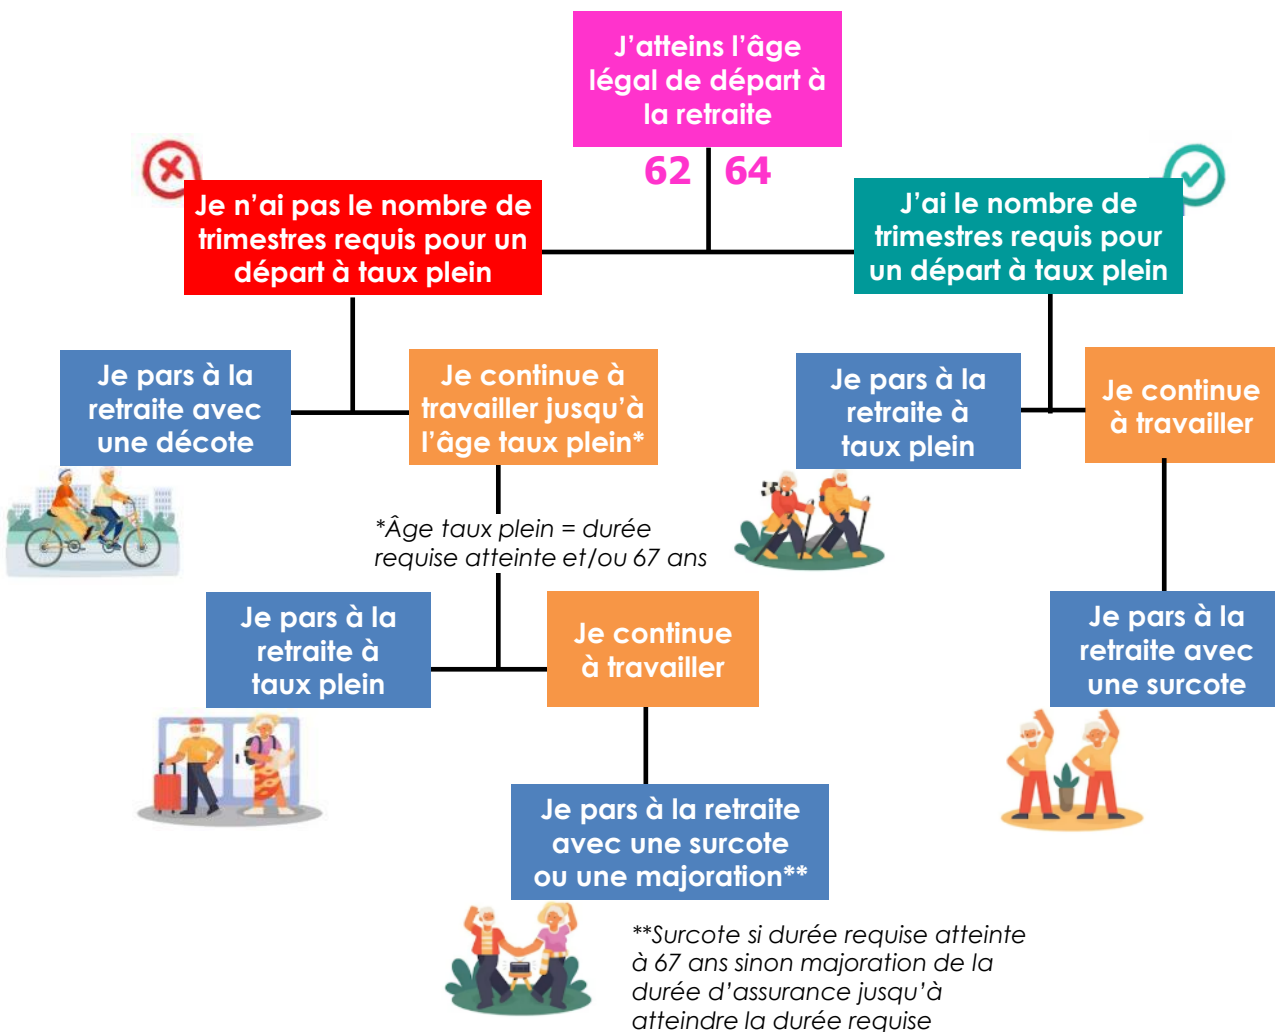 J'atteins l'âge
légal de départ à
la retraite
62 64
Je n'ai pas le nombre de
trimestres requis pour un
départ à taux plein
J'ai le nombre de
trimestres requis pour
un départ à taux plein
Je pars à la
retraite avec
une décote
Je continue à
travailler jusqu'à
l'âge taux plein*
Je pars à la
retraite à
taux plein
Je continue
à travailler
*Âge taux plein = durée
requise atteinte et/ou 67 ans
Je pars à la
retraite à
taux plein
Je continue
à travailler
Je pars à la
retraite avec
une surcote
Je pars à la retraite
avec une surcote
ou une majoration**
**Surcote si durée requise atteinte
à 67 ans sinon majoration de la
durée d'assurance jusqu'à
atteindre la durée requise